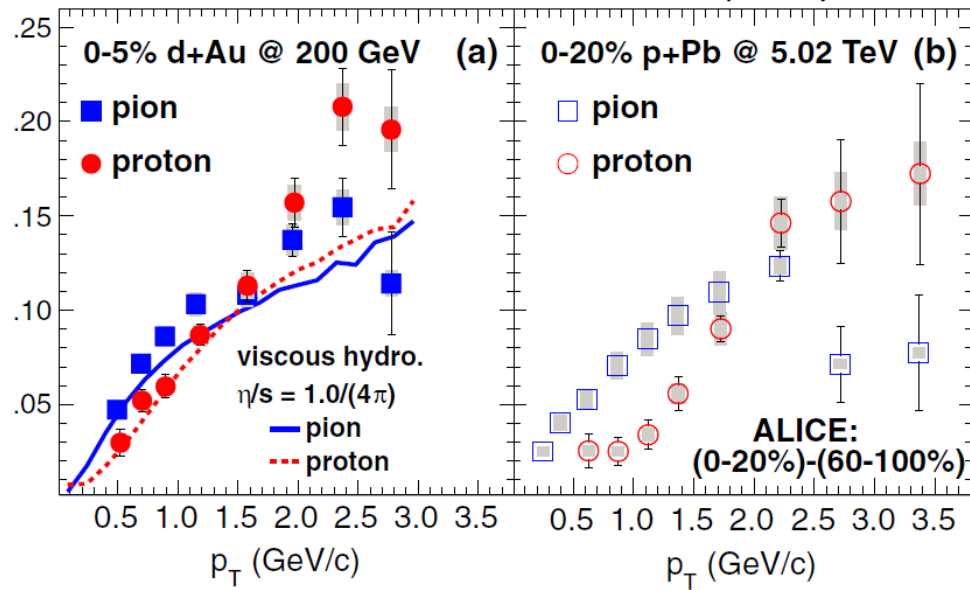 0-5% d+Au @ 200 GeV (a)
pion
proton
viscous hydro.
η/s = 1.0/(4π)
pion
proton
.25
.20
.15
.10
.05
0.5 1.0 1.5 2.0 2.5 3.0 3.5
p_T (GeV/c)
0-20% p+Pb @ 5.02 TeV (b)
pion
proton
ALICE:
(0-20%)-(60-100%)
0.5 1.0 1.5 2.0 2.5 3.0 3.5
p_T (GeV/c)